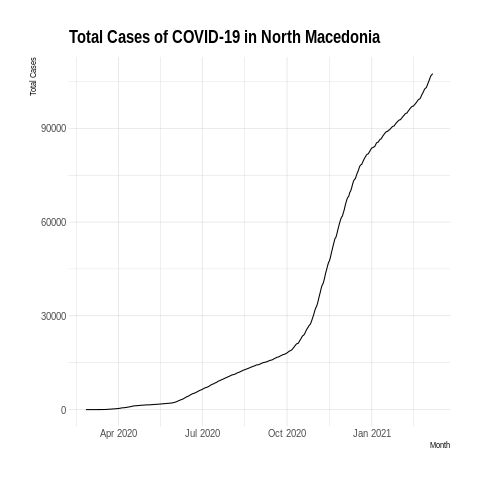 Total Cases of COVID-19 in North Macedonia
Total Cases
90000
60000
30000
0
Apr 2020 Jul 2020 Oct 2020 Jan 2021
Month